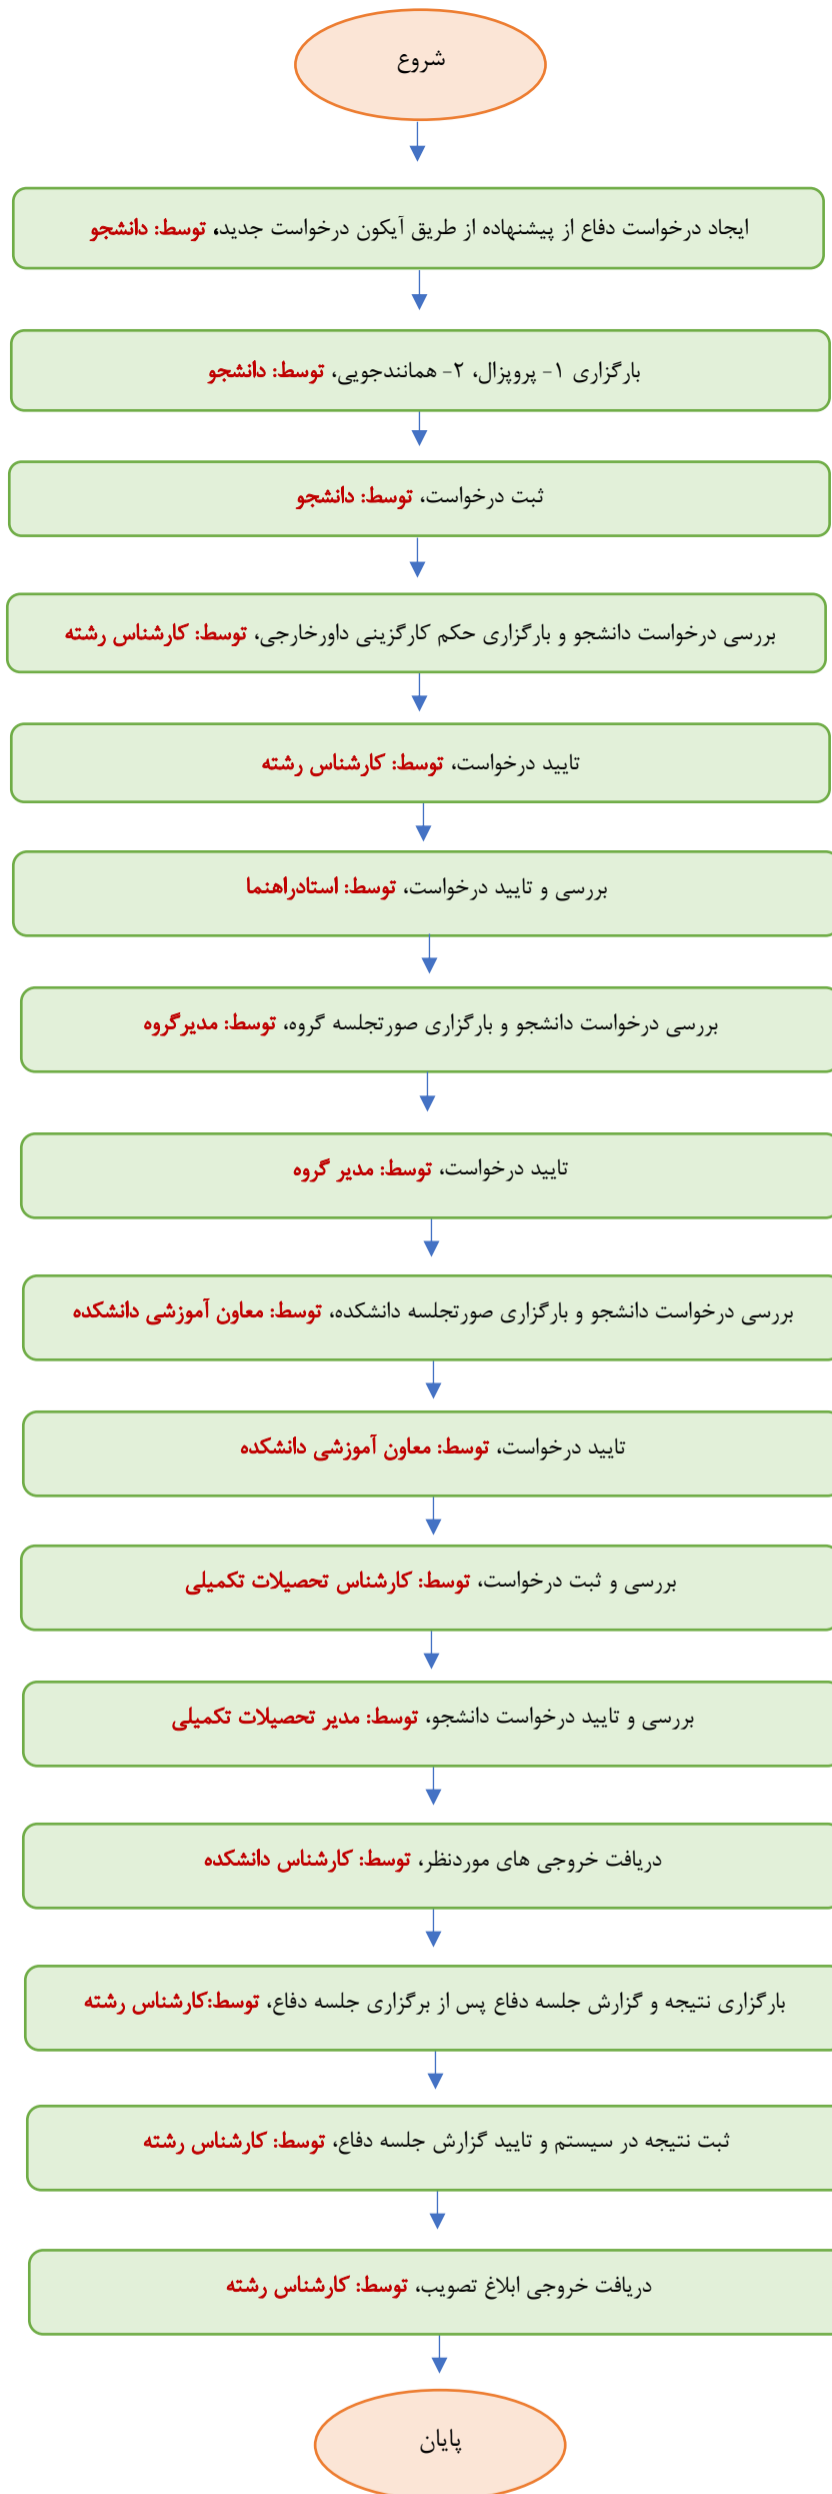 شروع
ایجاد درخواست دفاع از پیشنهاده از طریق آیکون درخواست جدید، توسط: دانشجو
بارگزاری ۱- پروپزال، ۲- همانندجویی، توسط: دانشجو
ثبت درخواست، توسط: دانشجو
بررسی درخواست دانشجو و بارگزاری حکم کارگزینی داورخارجی، توسط: کارشناس رشته
تایید درخواست، توسط: کارشناس رشته
بررسی و تایید درخواست، توسط: استادراهنما
بررسی درخواست دانشجو و بارگزاری صورتجلسه گروه، توسط: مدیرگروه
تایید درخواست، توسط: مدیر گروه
بررسی درخواست دانشجو و بارگزاری صورتجلسه دانشکده، توسط: معاون آموزشی دانشکده
تایید درخواست، توسط: معاون آموزشی دانشکده
بررسی و ثبت درخواست، توسط: کارشناس تحصیلات تکمیلی
بررسی و تایید درخواست دانشجو، توسط: مدیر تحصیلات تکمیلی
دریافت خروجی های موردنظر، توسط: کارشناس دانشکده
بارگزاری نتیجه و گزارش جلسه دفاع پس از برگزاری جلسه دفاع، توسط:کارشناس رشته
ثبت نتیجه در سیستم و تایید گزارش جلسه دفاع، توسط: کارشناس رشته
دریافت خروجی ابلاغ تصویب، توسط: کارشناس رشته
پایان